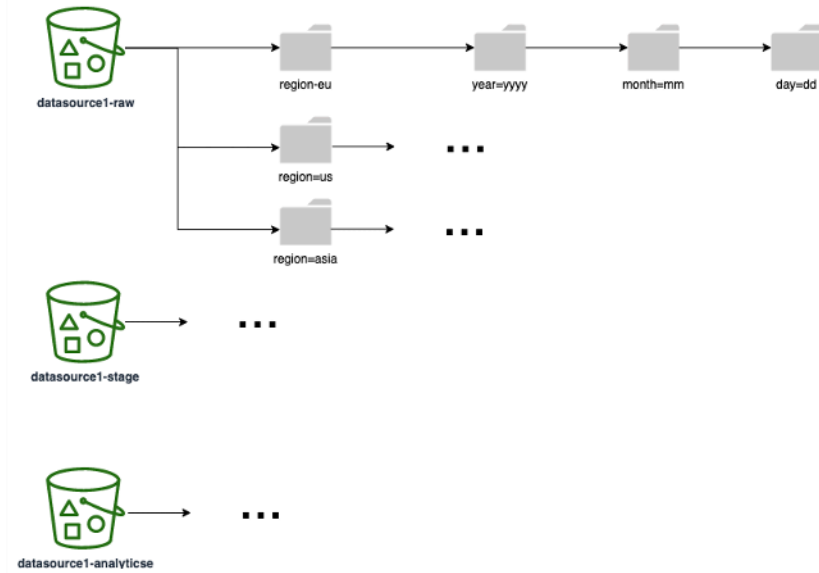 datasource1-raw
region-eu
year=yyyy
month=mm
day=dd
region=us
...
region=asia
...
datasource1-stage
...
datasource1-analyticse
...